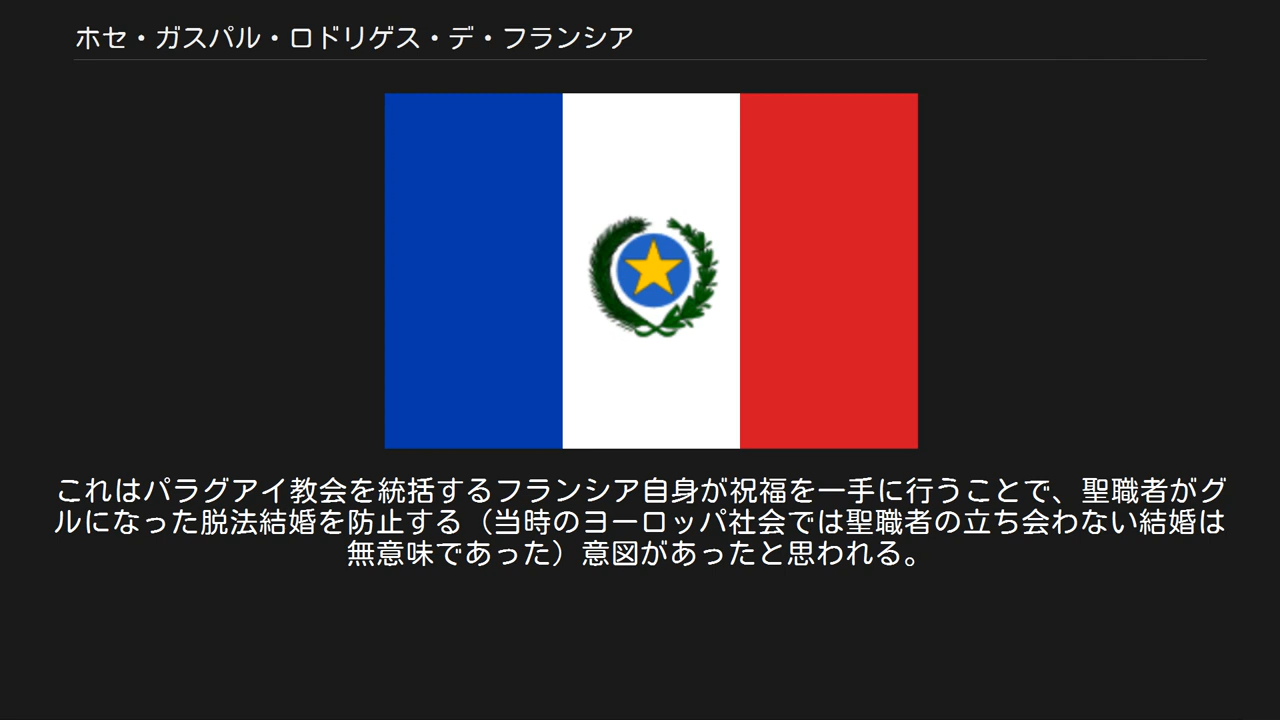 ホセ・ガスパル・ロドリゲス・デ・フランシア
これはパラグアイ教会を統括するフランシア自身が祝福を一手に行うことで、聖職者がグ
ルになった脱法結婚を防止する（当時のヨーロッパ社会では聖職者の立ち会わない結婚は
無意味であった）意図があったと思われる。